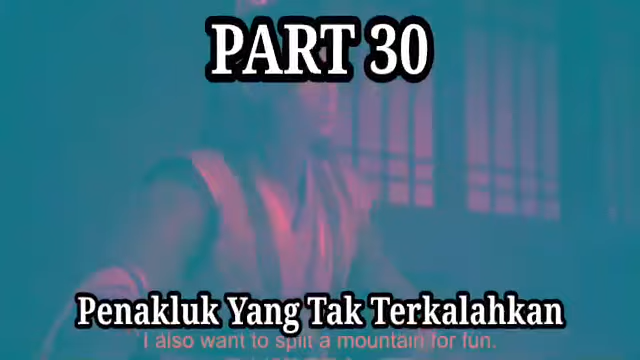 PART 30
Penakluk Yang Tak Terkalahkan
I also want to split a mountain for fun.